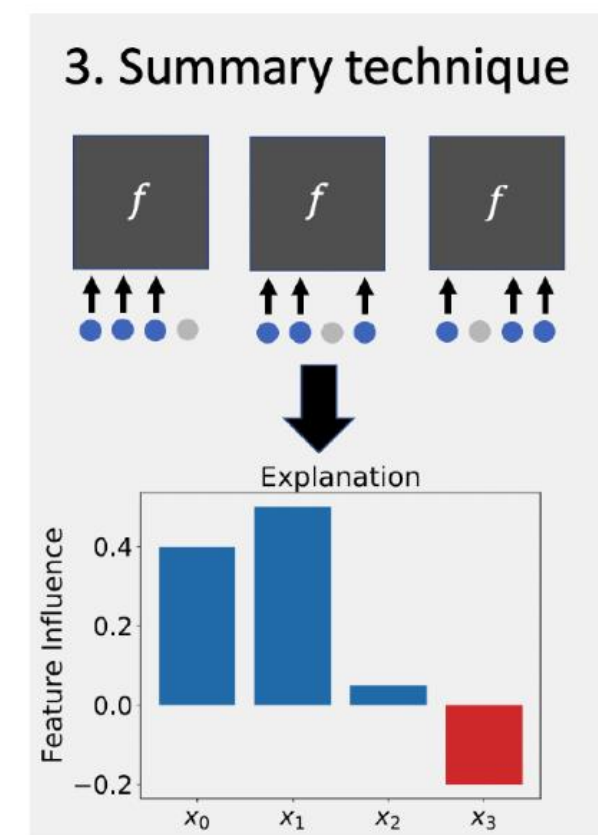 3. Summary technique
f f f
Explanation
Feature Influence
0.4
0.2
0.0
−0.2
x₀ x₁ x₂ x₃